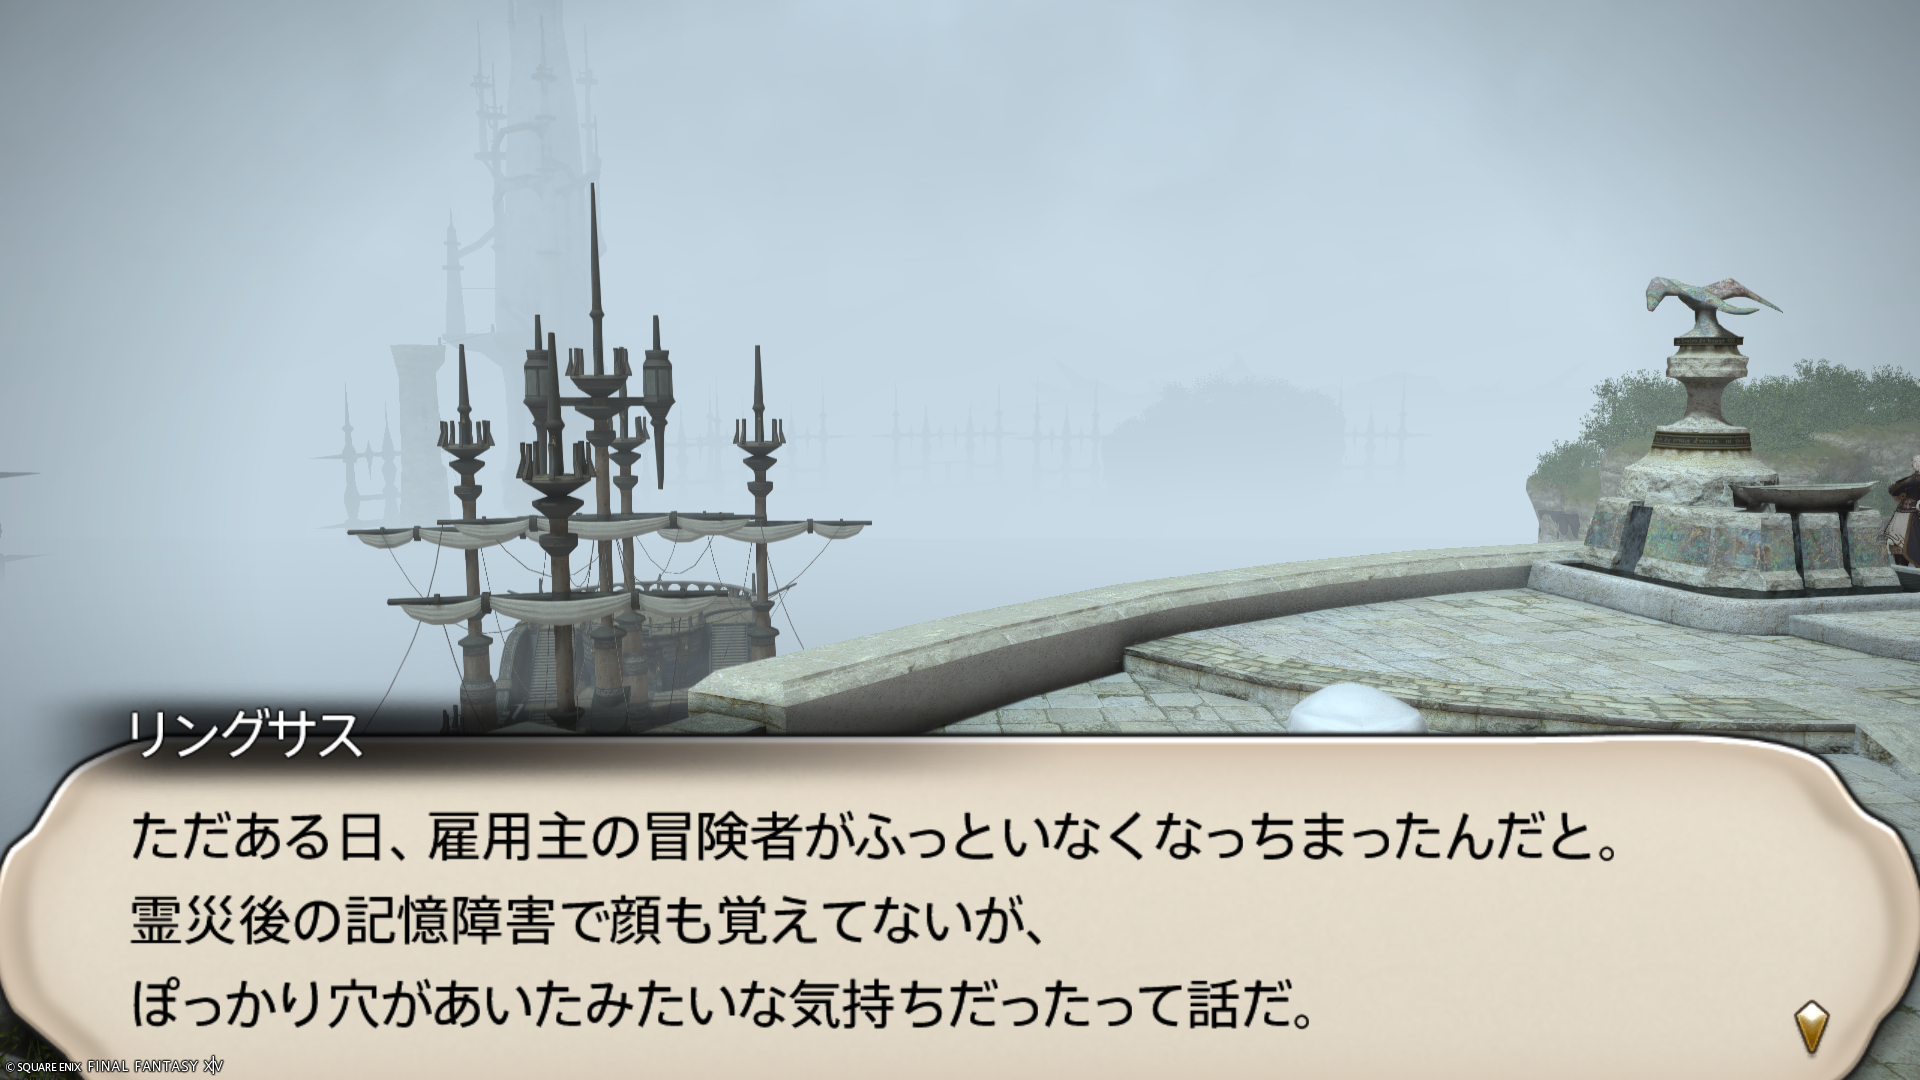 リングサス
ただある日、雇用主の冒険者がふっといなくなっちまったんだと。
霊災後の記憶障害で顔も覚えてないが、
ぽっかり穴があいたみたいな気持ちだったって話だ。
© SQUARE ENIX FINAL FANTASY XIV